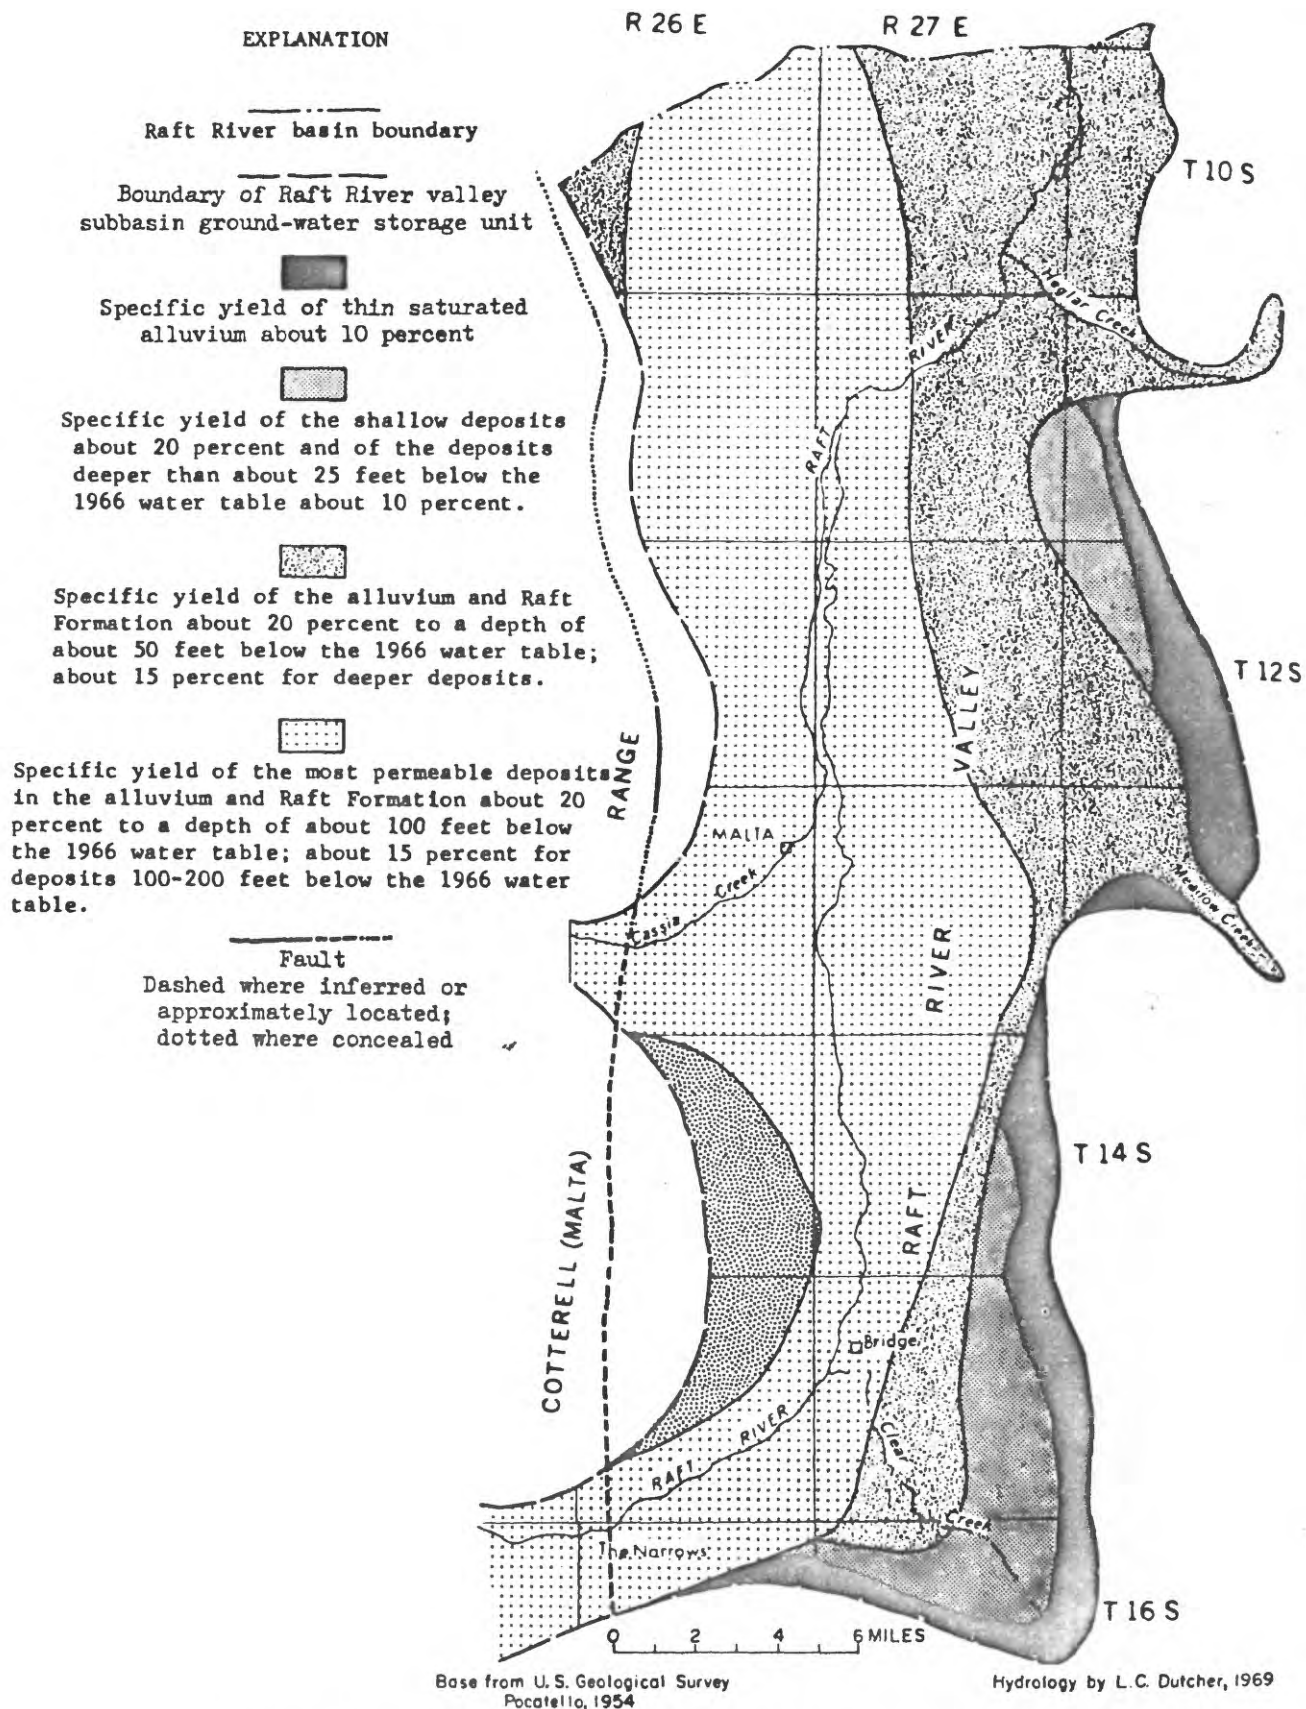 EXPLANATION
Raft River basin boundary
Boundary of Raft River valley
subbasin ground-water storage unit
Specific yield of thin saturated
alluvium about 10 percent
Specific yield of the shallow deposits
about 20 percent and of the deposits
deeper than about 25 feet below the
1966 water table about 10 percent.
Specific yield of the alluvium and Raft
Formation about 20 percent to a depth of
about 50 feet below the 1966 water table;
about 15 percent for deeper deposits.
Specific yield of the most permeable deposits
in the alluvium and Raft Formation about 20
percent to a depth of about 100 feet below
the 1966 water table; about 15 percent for
deposits 100-200 feet below the 1966 water
table.
Fault
Dashed where inferred or
approximately located;
dotted where concealed
R 26 E
R 27 E
T 10 S
Heglar Creek
RAFT RIVER
T 12 S
RAFT RIVER VALLEY
COTTERELL (MALTA) RANGE
MALTA
Cassia Creek
Meadow Creek
T 14 S
Bridge
RAFT RIVER
Clear Creek
The Narrows
T 16 S
0 2 4 6 MILES
Base from U.S. Geological Survey
Pocatello, 1954
Hydrology by L.C. Dutcher, 1969